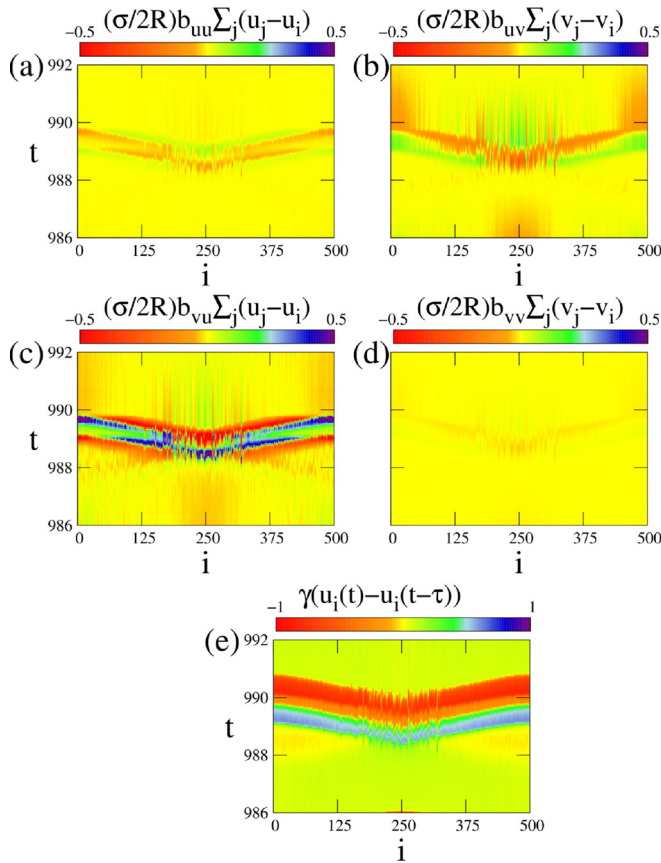 (σ/2R)b_uu Σ_j(u_j−u_i) (σ/2R)b_uv Σ_j(v_j−v_i)
−0.5 0.5 −0.5 0.5
(a) (b)
992 992
990 990
t t
988 988
986 986
0 125 250 375 500 0 125 250 375 500
i i
(σ/2R)b_vu Σ_j(u_j−u_i) (σ/2R)b_vv Σ_j(v_j−v_i)
−0.5 0.5 −0.5 0.5
(c) (d)
992 992
990 990
t t
988 988
986 986
0 125 250 375 500 0 125 250 375 500
i i
γ(u_i(t)−u_i(t−τ))
−1 1
(e)
992
990
t
988
986
0 125 250 375 500
i